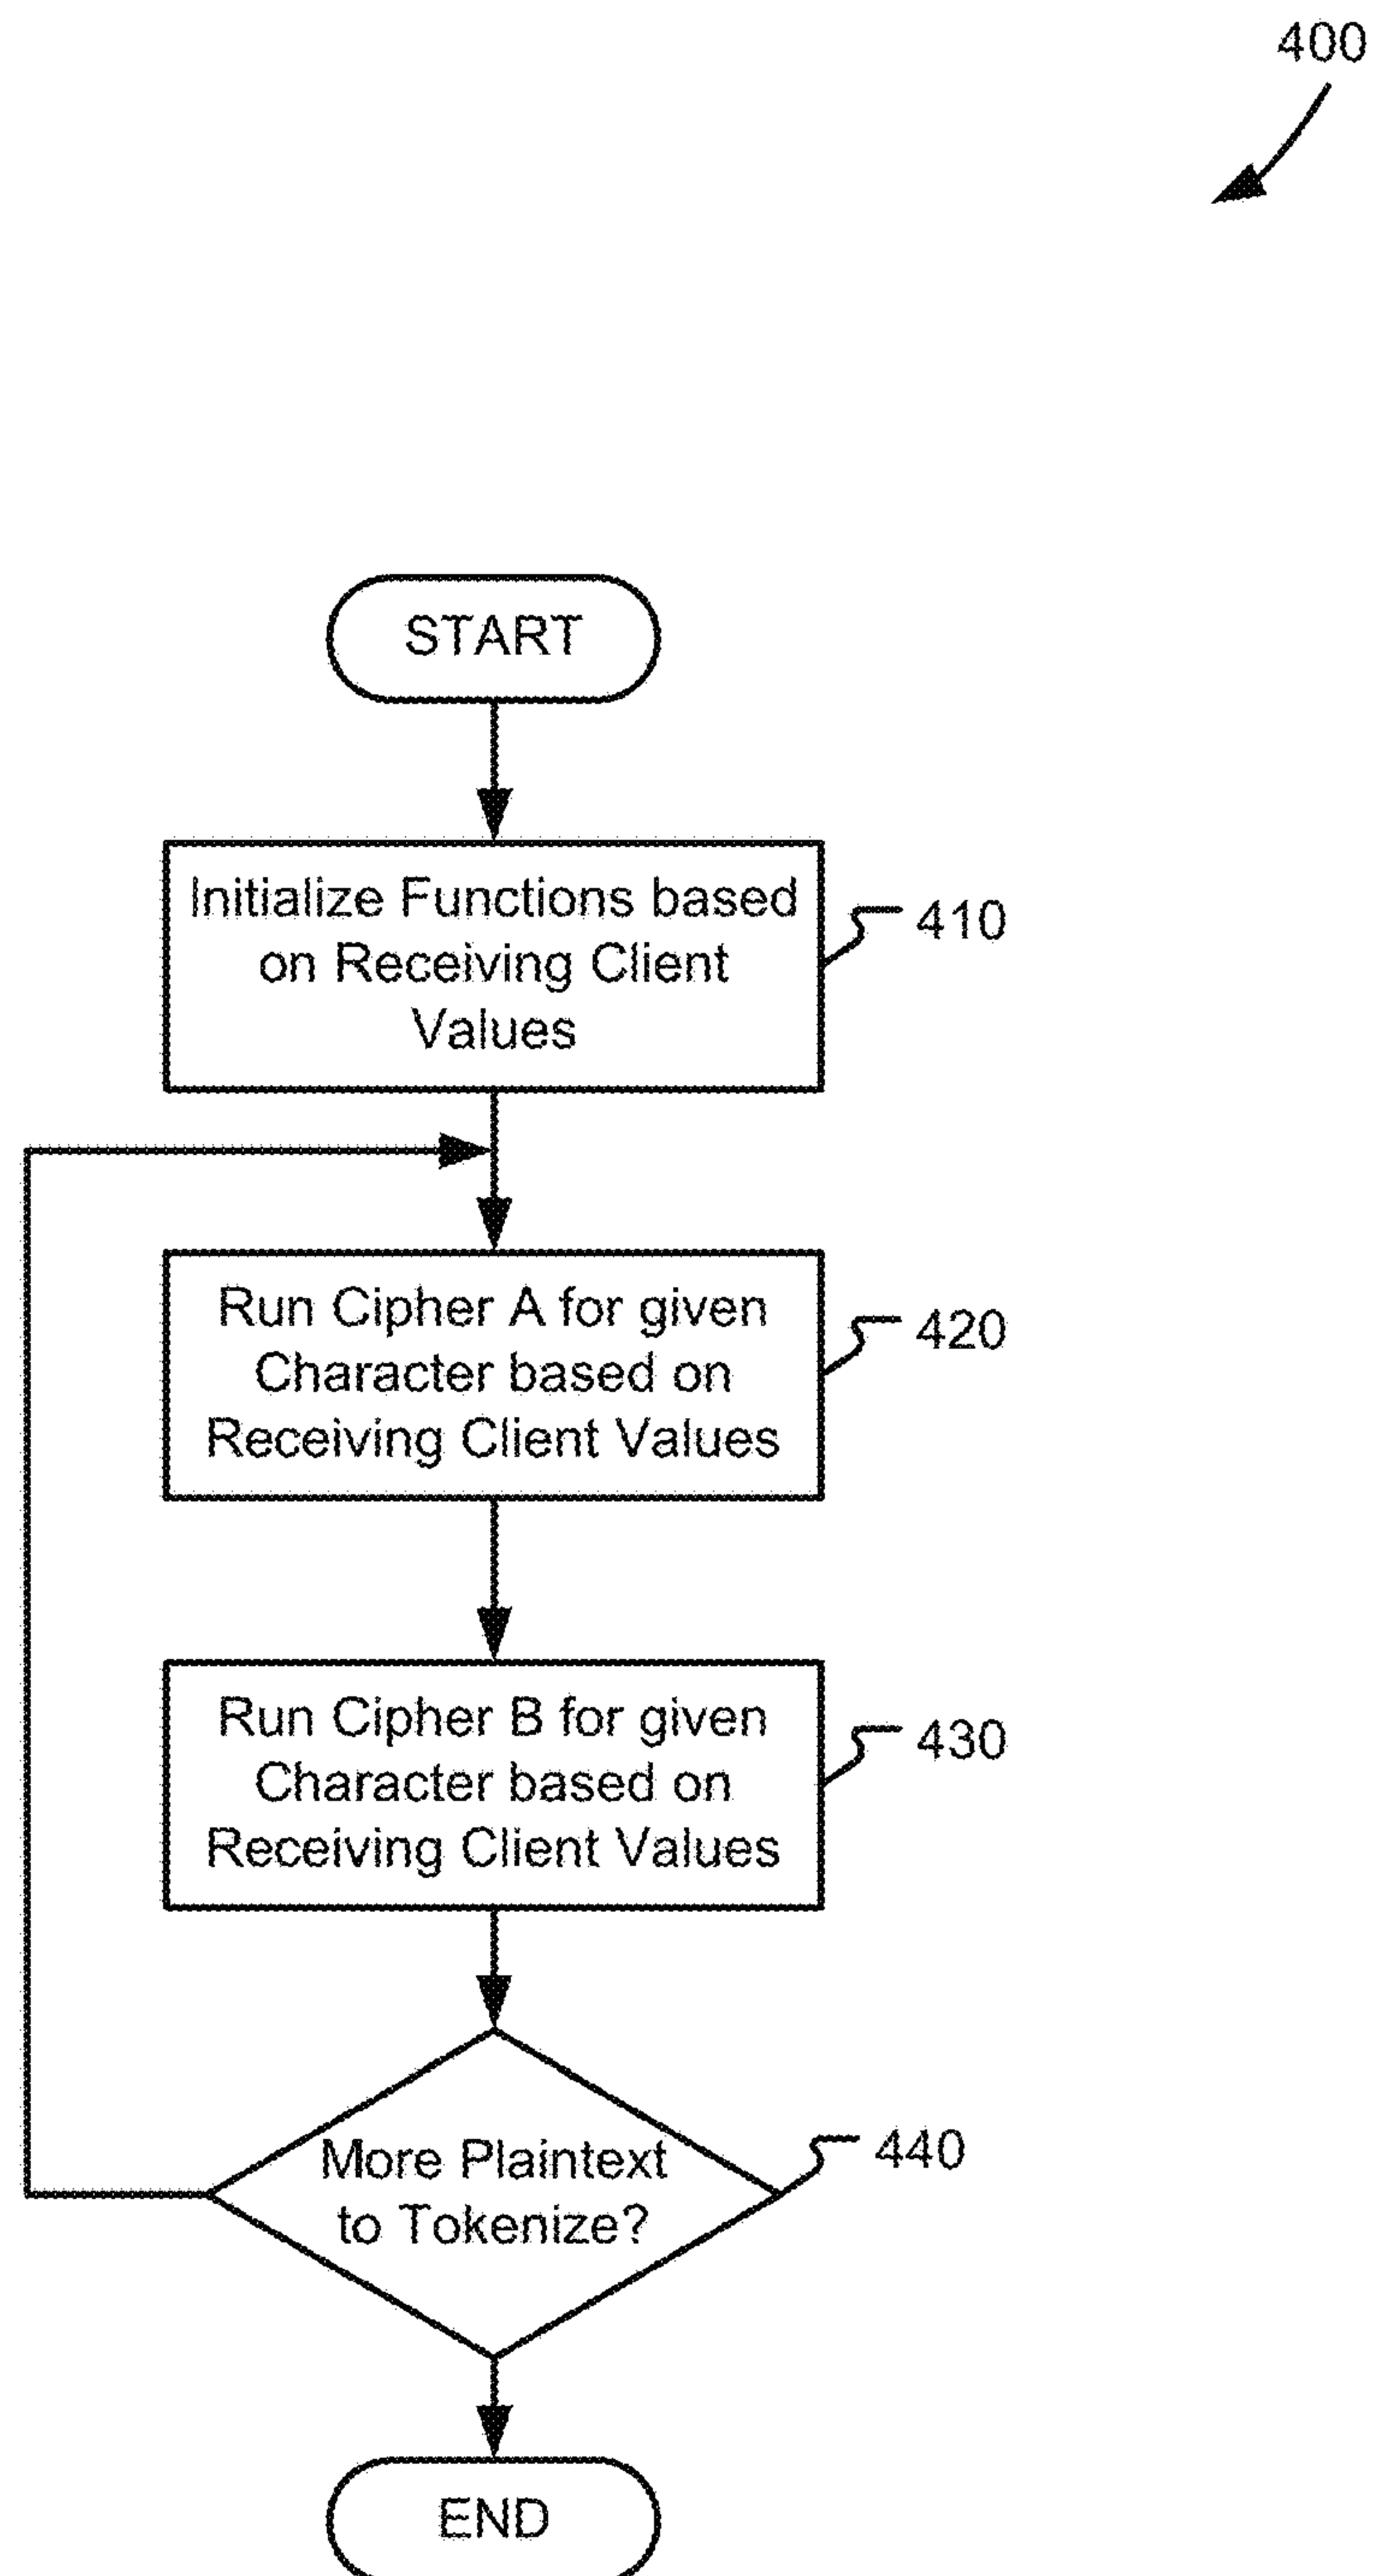 400
START
Initialize Functions based
on Receiving Client
Values
410
Run Cipher A for given
Character based on
Receiving Client Values
420
Run Cipher B for given
Character based on
Receiving Client Values
430
More Plaintext
to Tokenize?
440
END